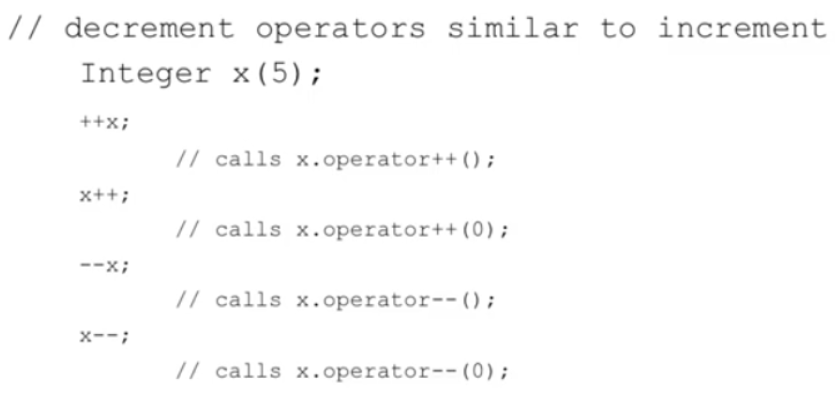 // decrement operators similar to increment
Integer x(5);
++x;
// calls x.operator++();
x++;
// calls x.operator++(0);
--x;
// calls x.operator--();
x--;
// calls x.operator--(0);